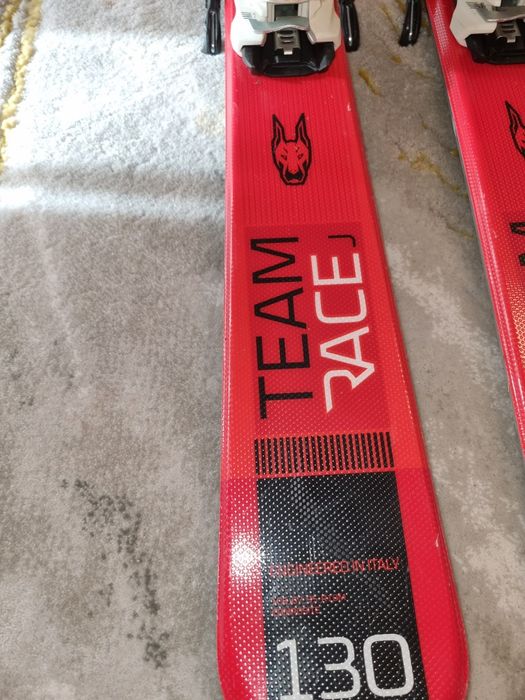 TEAM
RACE J
ENGINEERED IN ITALY
130